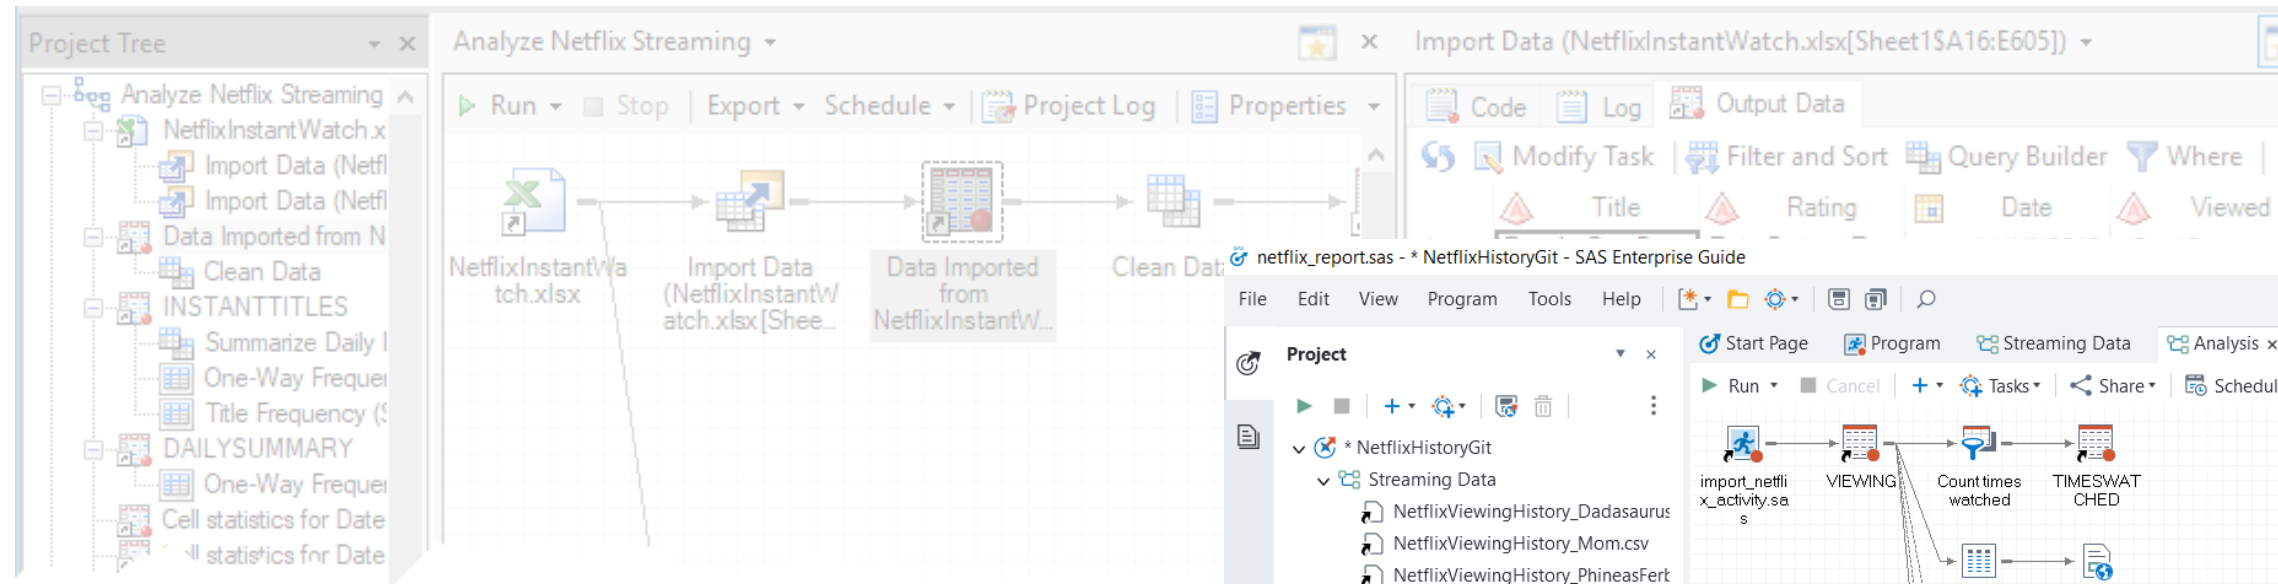 Project Tree
Analyze Netflix Streaming
NetflixInstantWatch.x
Import Data (Netfl
Import Data (Netfl
Data Imported from N
Clean Data
INSTANTTITLES
Summarize Daily
One-Way Frequer
Title Frequency (S
DAILYSUMMARY
One-Way Frequer
Cell statistics for Date
ll statistics for Date
Analyze Netflix Streaming
Run Stop Export Schedule Project Log Properties
NetflixInstantWa
tch.xlsx
Import Data
(NetflixInstantW
atch.xlsx[Shee...
Data Imported
from
NetflixInstantW...
Clean Data
Import Data (NetflixInstantWatch.xlsx[Sheet1$A16:E605])
Code Log Output Data
Modify Task Filter and Sort Query Builder Where
Title Rating Date Viewed
netflix_report.sas - * NetflixHistoryGit - SAS Enterprise Guide
File Edit View Program Tools Help
Project
* NetflixHistoryGit
Streaming Data
NetflixViewingHistory_Dadasaurus
NetflixViewingHistory_Mom.csv
NetflixViewingHistory_PhineasFerb
Start Page Program Streaming Data Analysis
Run Cancel Tasks Share Schedul
import_netfli
x_activity.sa
s
VIEWING
Count times
watched
TIMESWAT
CHED